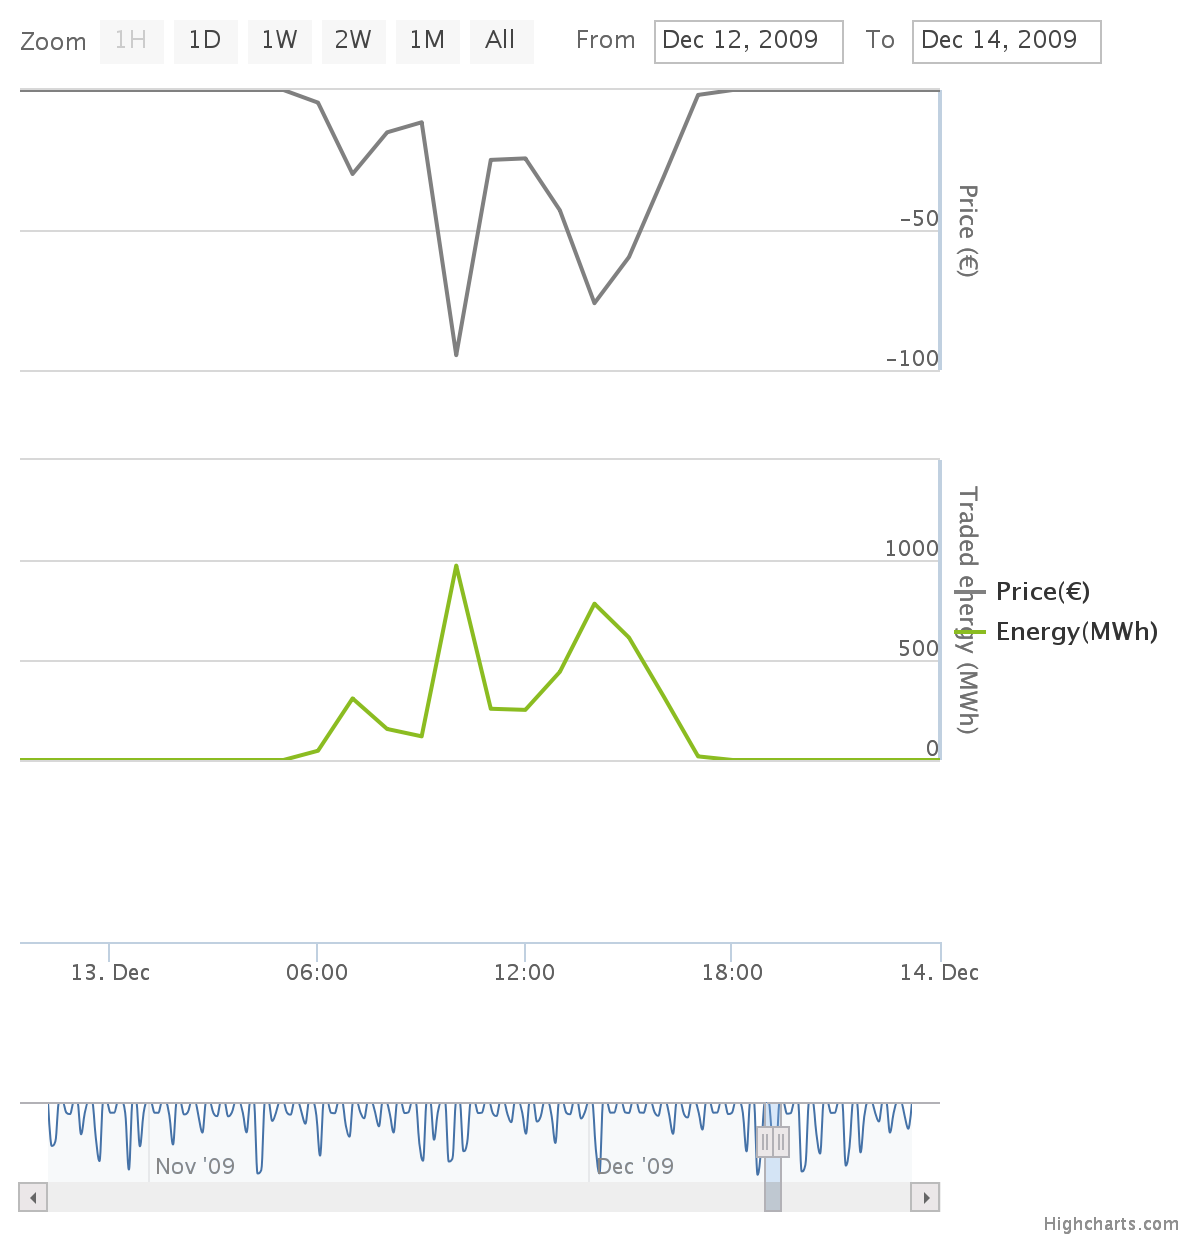 Zoom 1H 1D 1W 2W 1M All From Dec 12, 2009 To Dec 14, 2009
Price (€)
−50
−100
Traded energy (MWh)
1000
500
0
Price(€)
Energy(MWh)
13. Dec 06:00 12:00 18:00 14. Dec
Nov '09 Dec '09
Highcharts.com